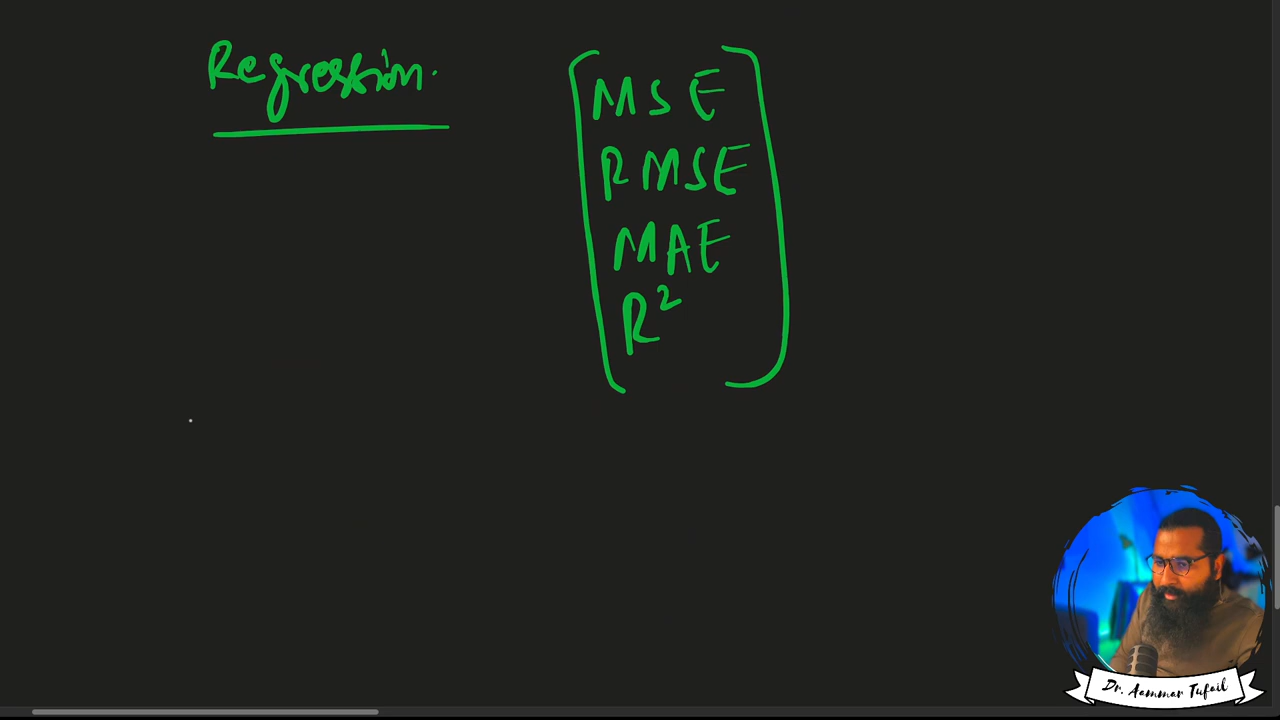 Regression.
MSE
RMSE
MAE
R²
Dr. Aammar Tufail